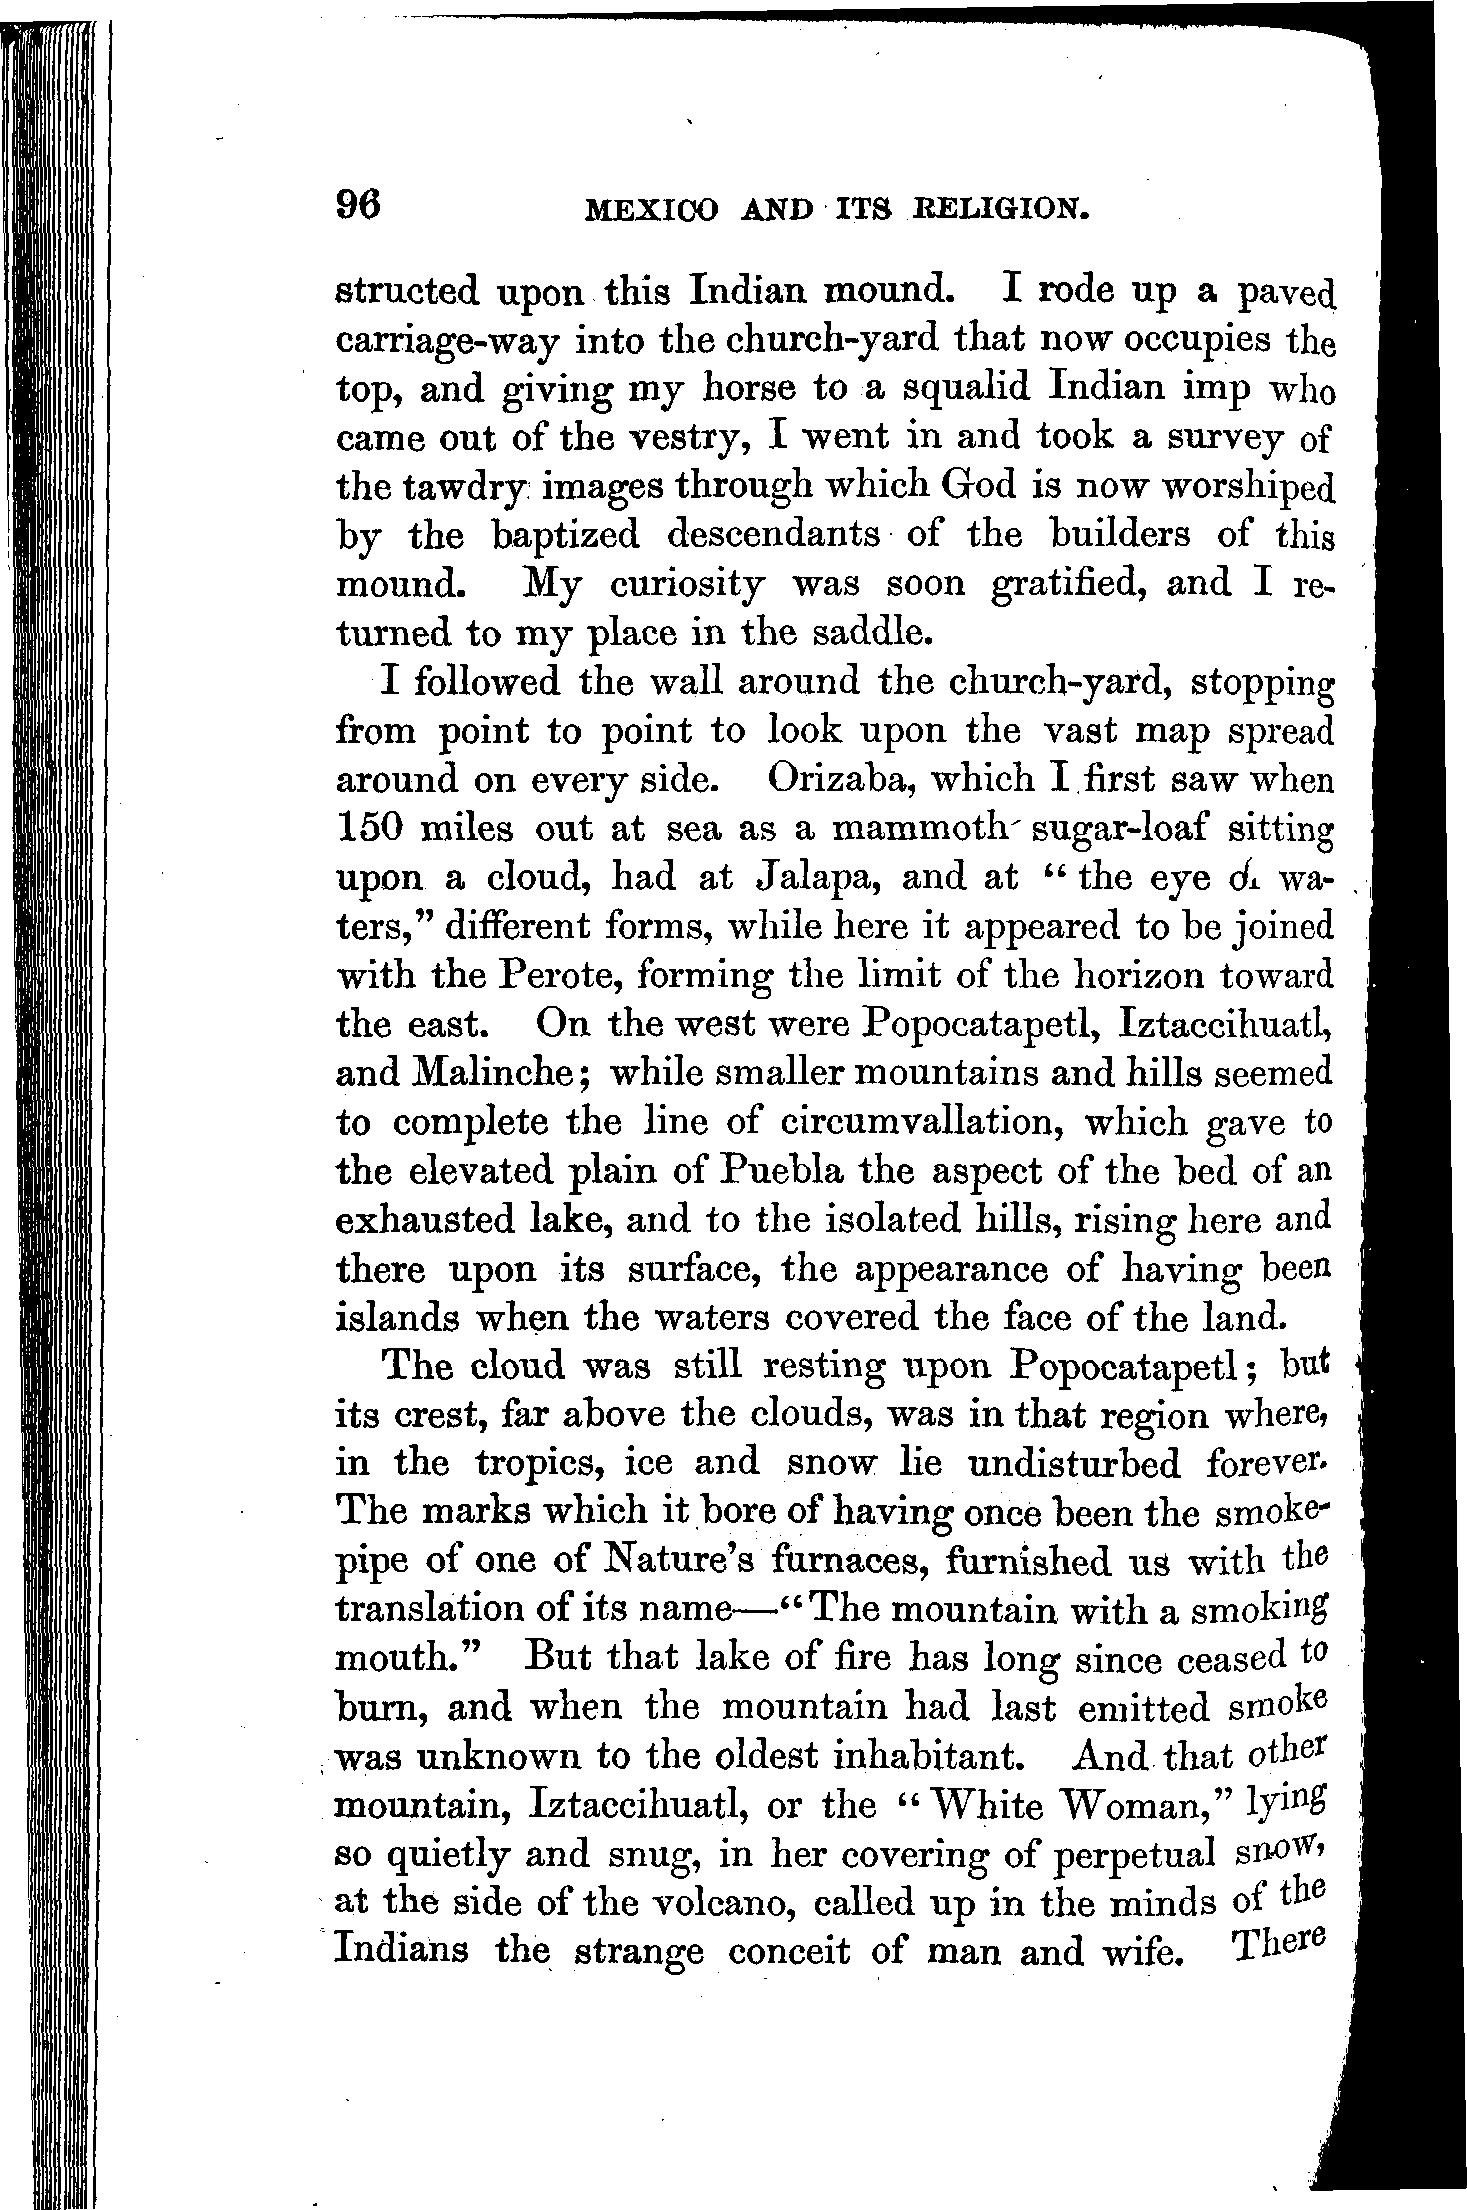 96 MEXICO AND ITS RELIGION.
structed upon this Indian mound. I rode up a paved
carriage-way into the church-yard that now occupies the
top, and giving my horse to a squalid Indian imp who
came out of the vestry, I went in and took a survey of
the tawdry images through which God is now worshiped
by the baptized descendants of the builders of this
mound. My curiosity was soon gratified, and I re-
turned to my place in the saddle.
I followed the wall around the church-yard, stopping
from point to point to look upon the vast map spread
around on every side. Orizaba, which I first saw when
150 miles out at sea as a mammoth sugar-loaf sitting
upon a cloud, had at Jalapa, and at “the eye of wa-
ters,” different forms, while here it appeared to be joined
with the Perote, forming the limit of the horizon toward
the east. On the west were Popocatapetl, Iztaccihuatl,
and Malinche; while smaller mountains and hills seemed
to complete the line of circumvallation, which gave to
the elevated plain of Puebla the aspect of the bed of an
exhausted lake, and to the isolated hills, rising here and
there upon its surface, the appearance of having been
islands when the waters covered the face of the land.
The cloud was still resting upon Popocatapetl; but
its crest, far above the clouds, was in that region where,
in the tropics, ice and snow lie undisturbed forever.
The marks which it bore of having once been the smoke-
pipe of one of Nature’s furnaces, furnished us with the
translation of its name—“The mountain with a smoking
mouth.” But that lake of fire has long since ceased to
burn, and when the mountain had last emitted smoke
was unknown to the oldest inhabitant. And that other
mountain, Iztaccihuatl, or the “White Woman,” lying
so quietly and snug, in her covering of perpetual snow,
at the side of the volcano, called up in the minds of the
Indians the strange conceit of man and wife. There